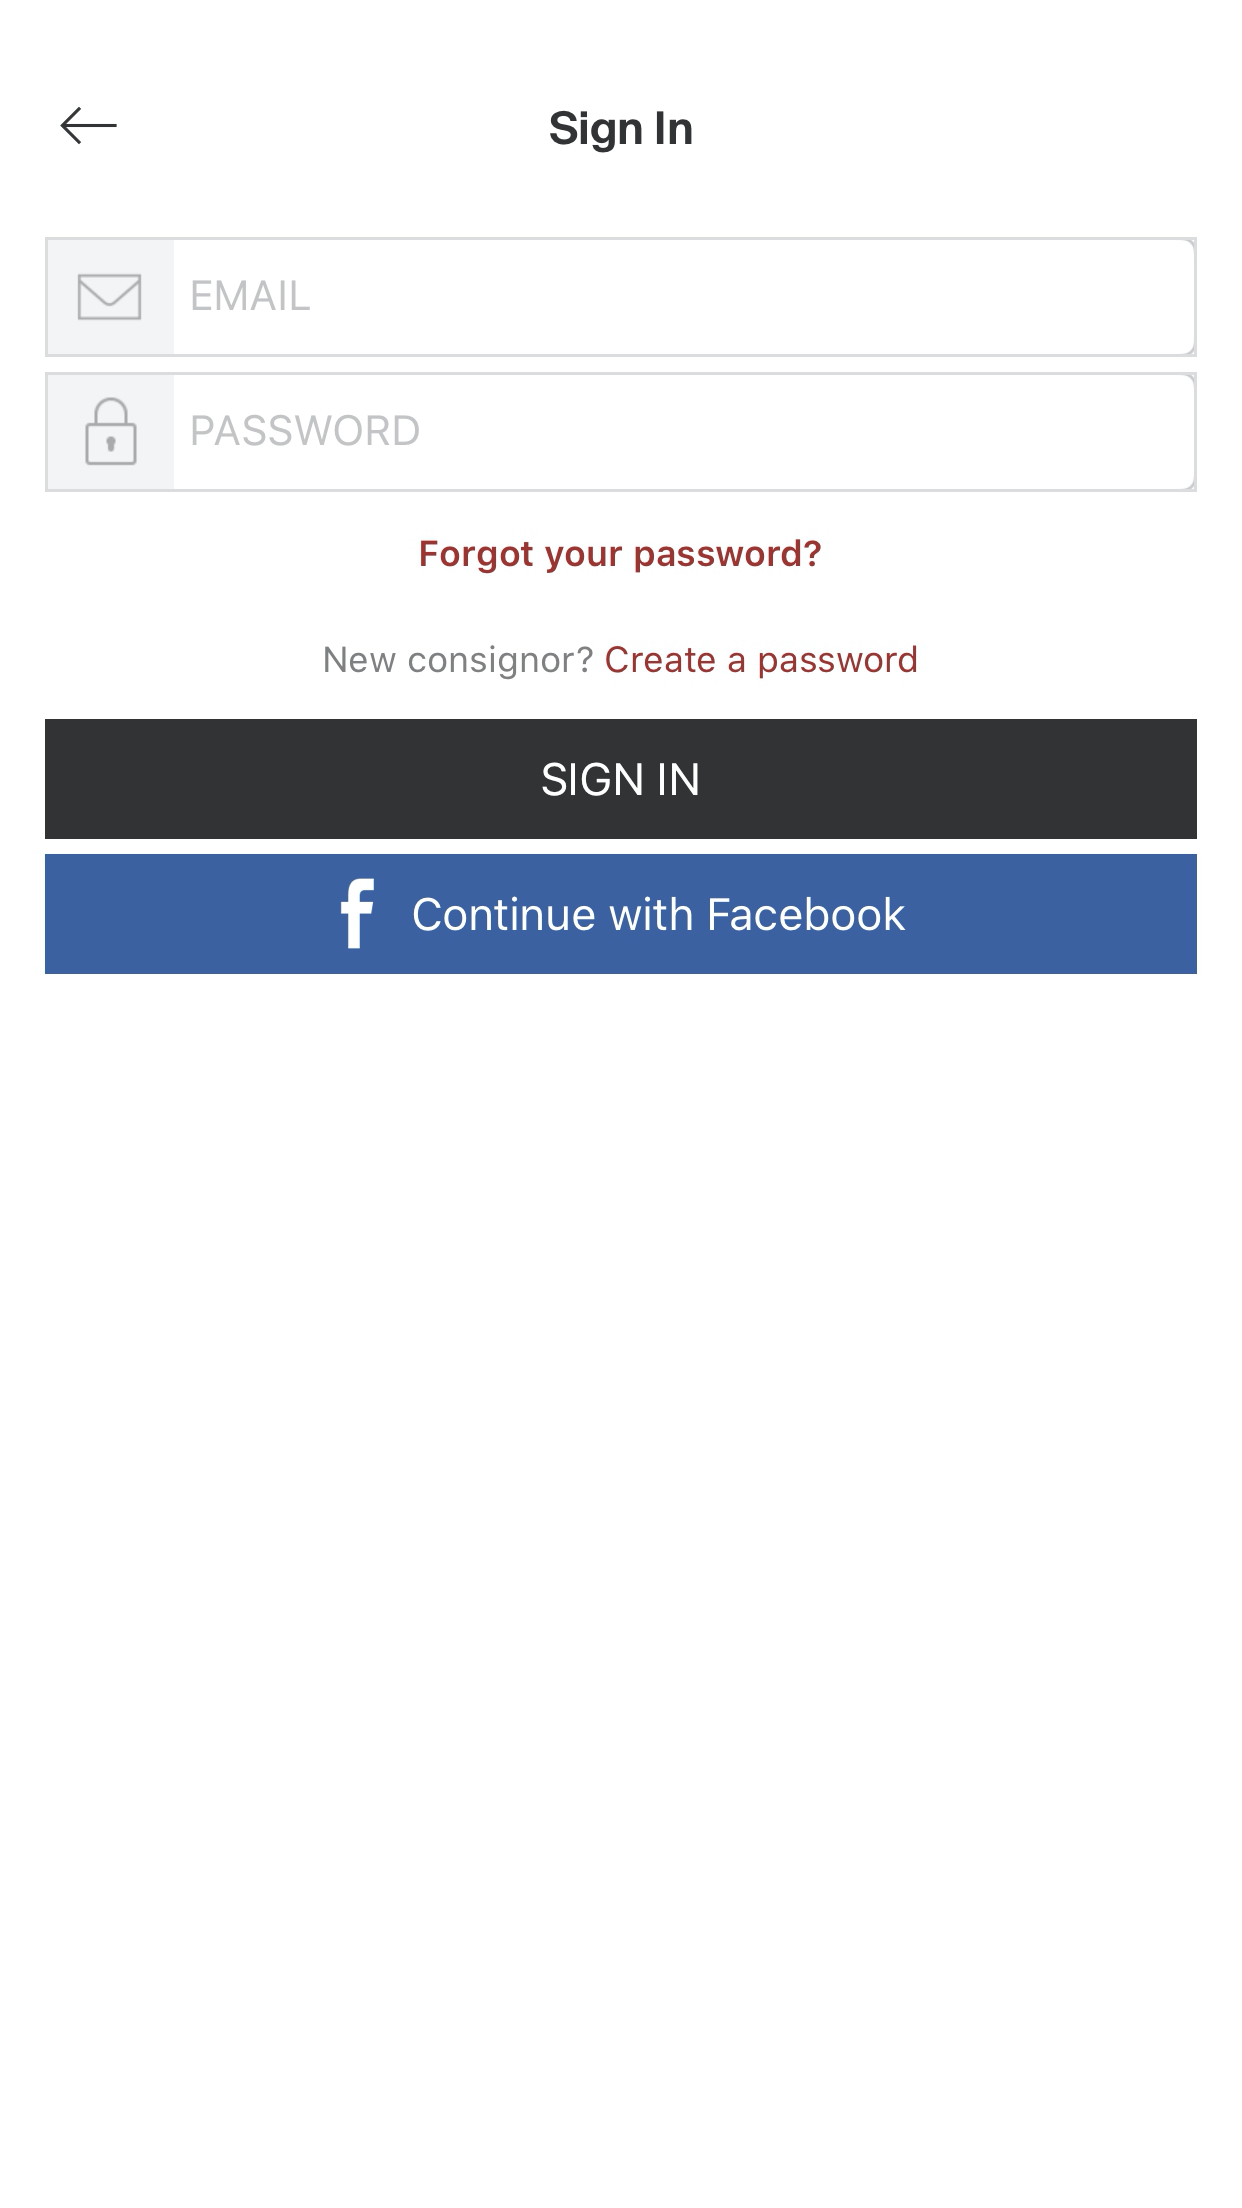 Sign In
EMAIL
PASSWORD
Forgot your password?
New consignor? Create a password
SIGN IN
Continue with Facebook